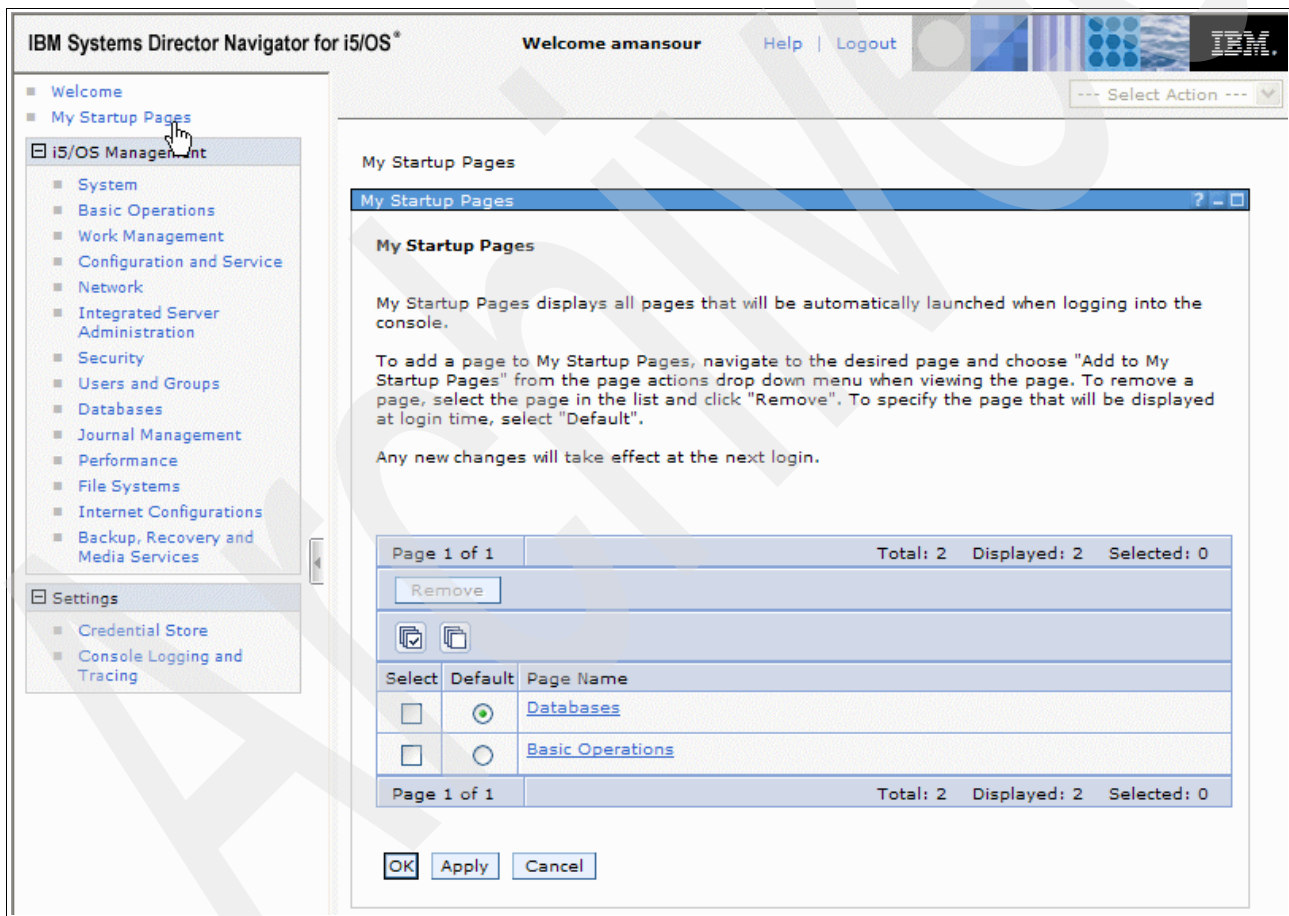 IBM Systems Director Navigator for i5/OS®
Welcome amansour
Help | Logout
IBM.
Welcome
My Startup Pages
--- Select Action ---
i5/OS Management
System
Basic Operations
Work Management
Configuration and Service
Network
Integrated Server
Administration
Security
Users and Groups
Databases
Journal Management
Performance
File Systems
Internet Configurations
Backup, Recovery and
Media Services
Settings
Credential Store
Console Logging and
Tracing
My Startup Pages
My Startup Pages
My Startup Pages
My Startup Pages displays all pages that will be automatically launched when logging into the
console.
To add a page to My Startup Pages, navigate to the desired page and choose "Add to My
Startup Pages" from the page actions drop down menu when viewing the page. To remove a
page, select the page in the list and click "Remove". To specify the page that will be displayed
at login time, select "Default".
Any new changes will take effect at the next login.
Page 1 of 1 Total: 2 Displayed: 2 Selected: 0
Remove
Select Default Page Name
Databases
Basic Operations
Page 1 of 1 Total: 2 Displayed: 2 Selected: 0
OK Apply Cancel